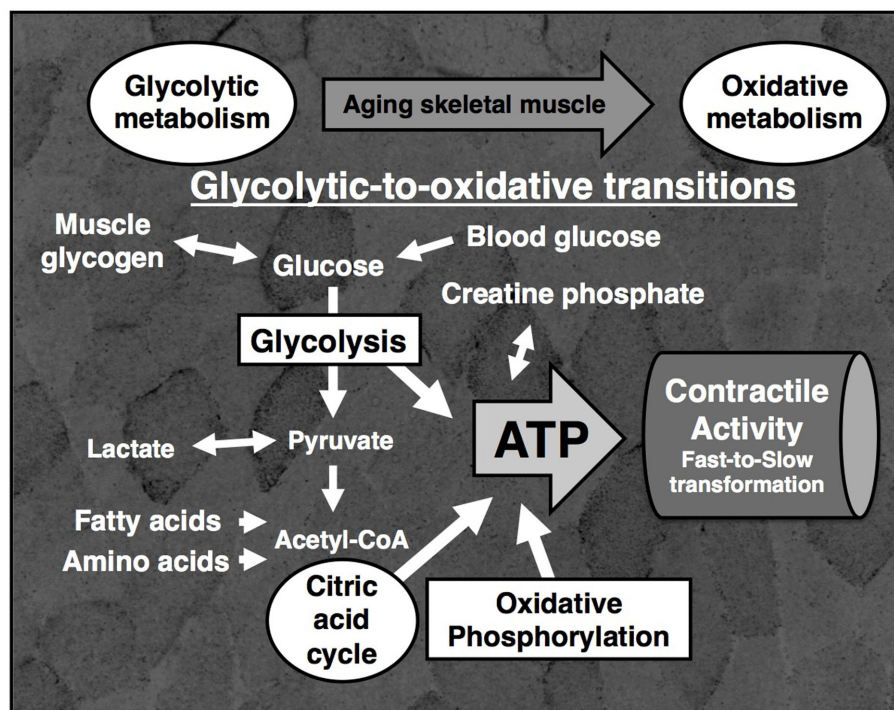 Glycolytic
metabolism
Aging skeletal muscle
Oxidative
metabolism
Glycolytic-to-oxidative transitions
Muscle
glycogen
Glucose
Blood glucose
Creatine phosphate
Glycolysis
ATP
Contractile
Activity
Fast-to-Slow
transformation
Lactate
Pyruvate
Fatty acids
Amino acids
Acetyl-CoA
Citric
acid
cycle
Oxidative
Phosphorylation